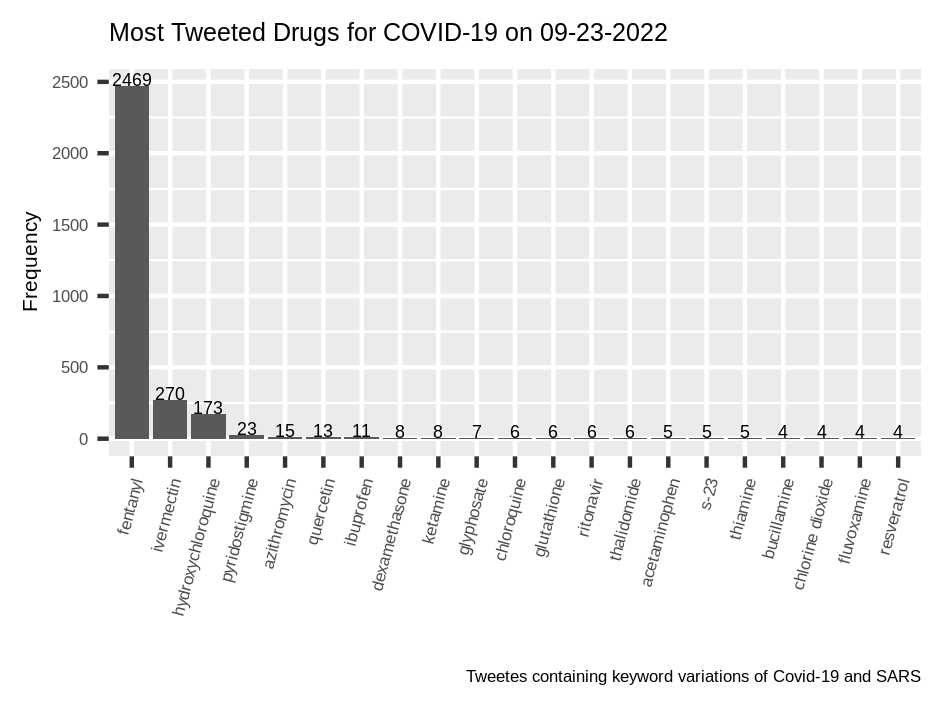 Most Tweeted Drugs for COVID-19 on 09-23-2022
Frequency
2500
2000
1500
1000
500
0
2469
270
173
23
15
13
11
8
8
7
6
6
6
6
5
5
5
4
4
4
4
fentanyl
ivermectin
hydroxychloroquine
pyridostigmine
azithromycin
quercetin
ibuprofen
dexamethasone
ketamine
glyphosate
chloroquine
glutathione
ritonavir
thalidomide
acetaminophen
s-23
thiamine
bucillamine
chlorine dioxide
fluvoxamine
resveratrol
Tweetes containing keyword variations of Covid-19 and SARS